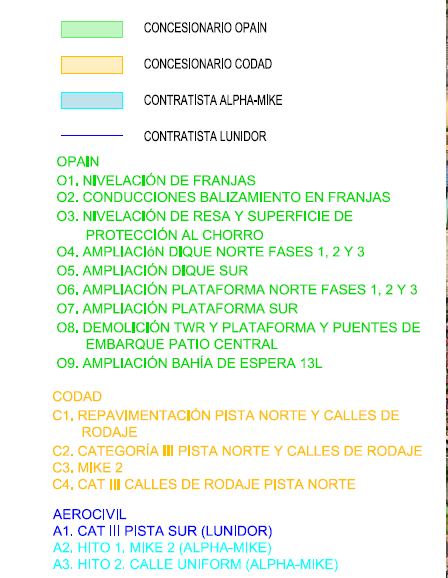 CONCESIONARIO OPAIN
CONCESIONARIO CODAD
CONTRATISTA ALPHA-MIKE
CONTRATISTA LUNIDOR
OPAIN
O1. NIVELACIÓN DE FRANJAS
O2. CONDUCCIONES BALIZAMIENTO EN FRANJAS
O3. NIVELACIÓN DE RESA Y SUPERFICIE DE
PROTECCIÓN AL CHORRO
O4. AMPLIACIóN DIQUE NORTE FASES 1, 2 Y 3
O5. AMPLIACIÓN DIQUE SUR
O6. AMPLIACIÓN PLATAFORMA NORTE FASES 1, 2 Y 3
O7. AMPLIACIÓN PLATAFORMA SUR
O8. DEMOLICIÓN TWR Y PLATAFORMA Y PUENTES DE
EMBARQUE PATIO CENTRAL
O9. AMPLIACIÓN BAHÍA DE ESPERA 13L
CODAD
C1. REPAVIMENTACIÓN PISTA NORTE Y CALLES DE
RODAJE
C2. CATEGORÍA III PISTA NORTE Y CALLES DE RODAJE
C3. MIKE 2
C4. CAT III CALLES DE RODAJE PISTA NORTE
AEROCIVIL
A1. CAT III PISTA SUR (LUNIDOR)
A2. HITO 1. MIKE 2 (ALPHA-MIKE)
A3. HITO 2. CALLE UNIFORM (ALPHA-MIKE)